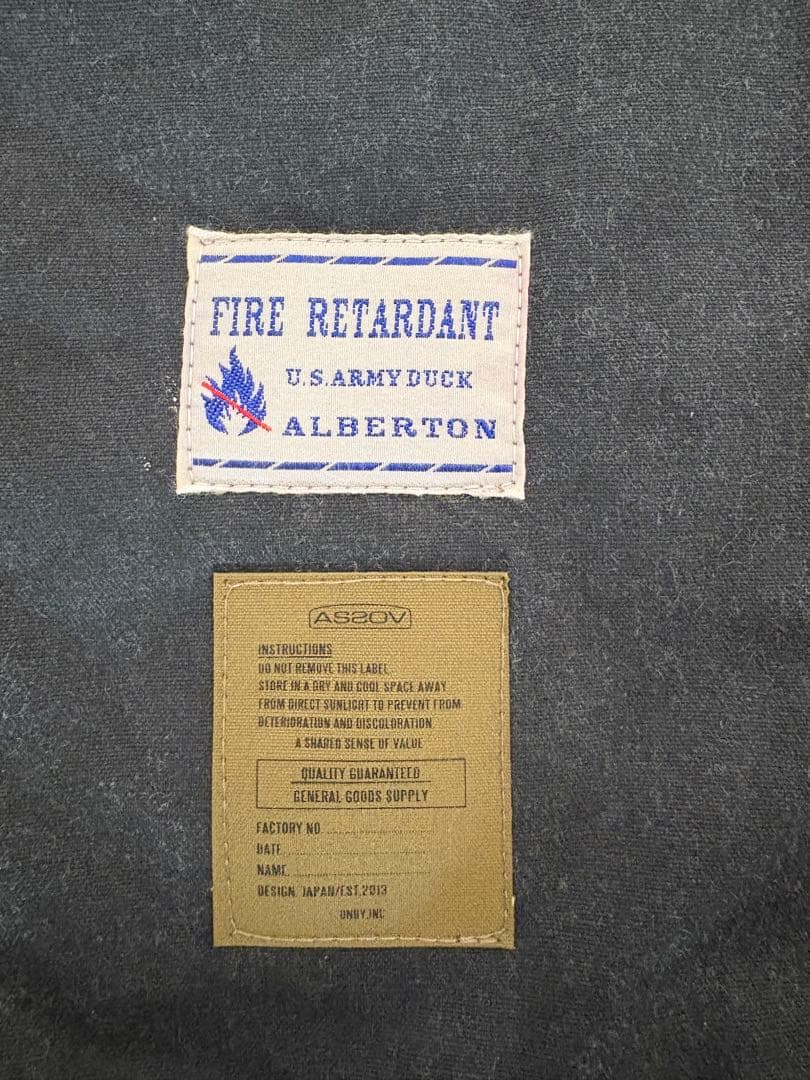 FIRE RETARDANT
U.S.ARMY DUCK
ALBERTON
AS2OV
INSTRUCTIONS
DO NOT REMOVE THIS LABEL
STORE IN A DRY AND COOL SPACE AWAY
FROM DIRECT SUNLIGHT TO PREVENT FROM
DETERIORATION AND DISCOLORATION
A SHARED SENSE OF VALUE
QUALITY GUARANTEED
GENERAL GOODS SUPPLY
FACTORY NO
DATE
NAME
DESIGN. JAPAN/EST.2013
UNBY.INC